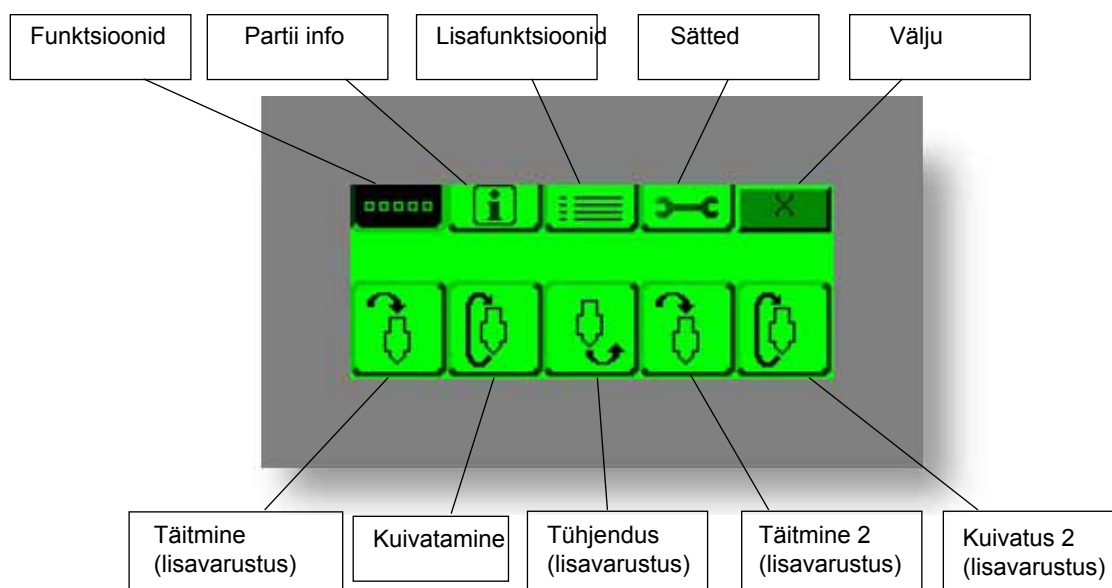 Funktsioonid
Partii info
Lisafunktsioonid
Sätted
Välju
X
Täitmine
(lisavarustus)
Kuivatamine
Tühjendus
(lisavarustus)
Täitmine 2
(lisavarustus)
Kuivatus 2
(lisavarustus)